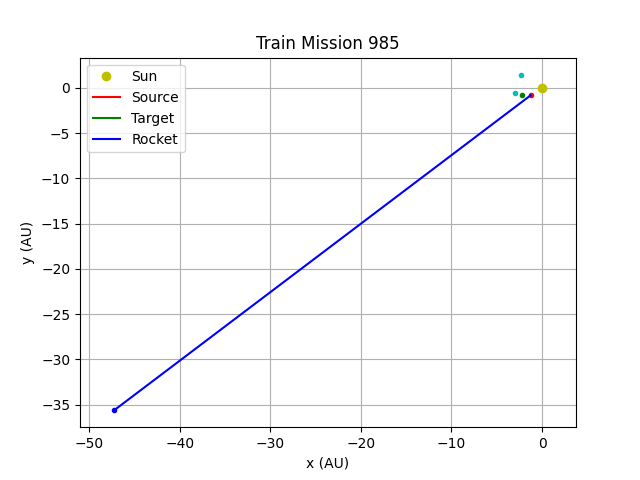 Train Mission 985
Sun
Source
Target
Rocket
0
−5
−10
−15
−20
−25
−30
−35
y (AU)
−50
−40
−30
−20
−10
0
x (AU)